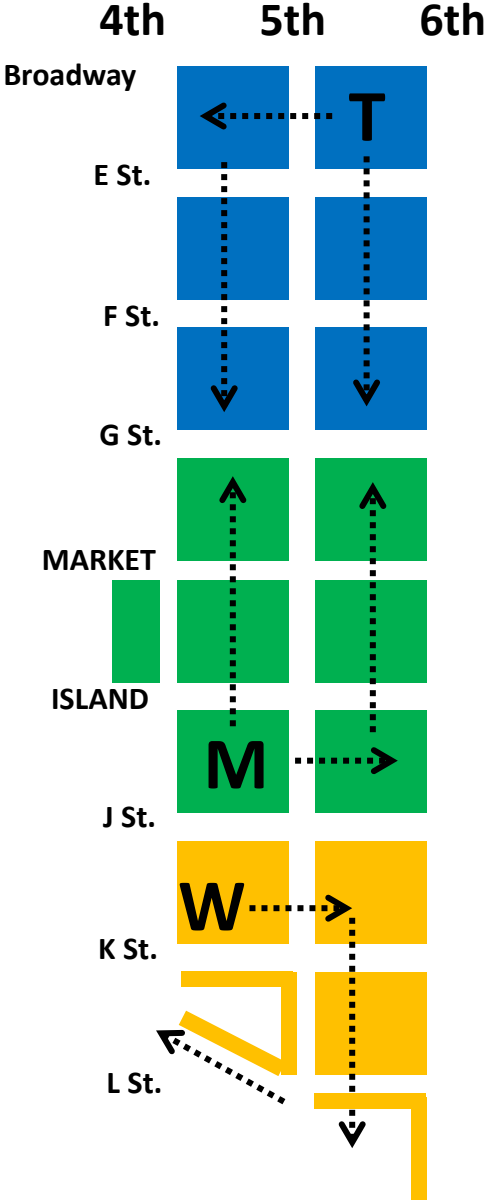 4th 5th 6th
Broadway
T
E St.
F St.
G St.
MARKET
ISLAND
M
J St.
W
K St.
L St.